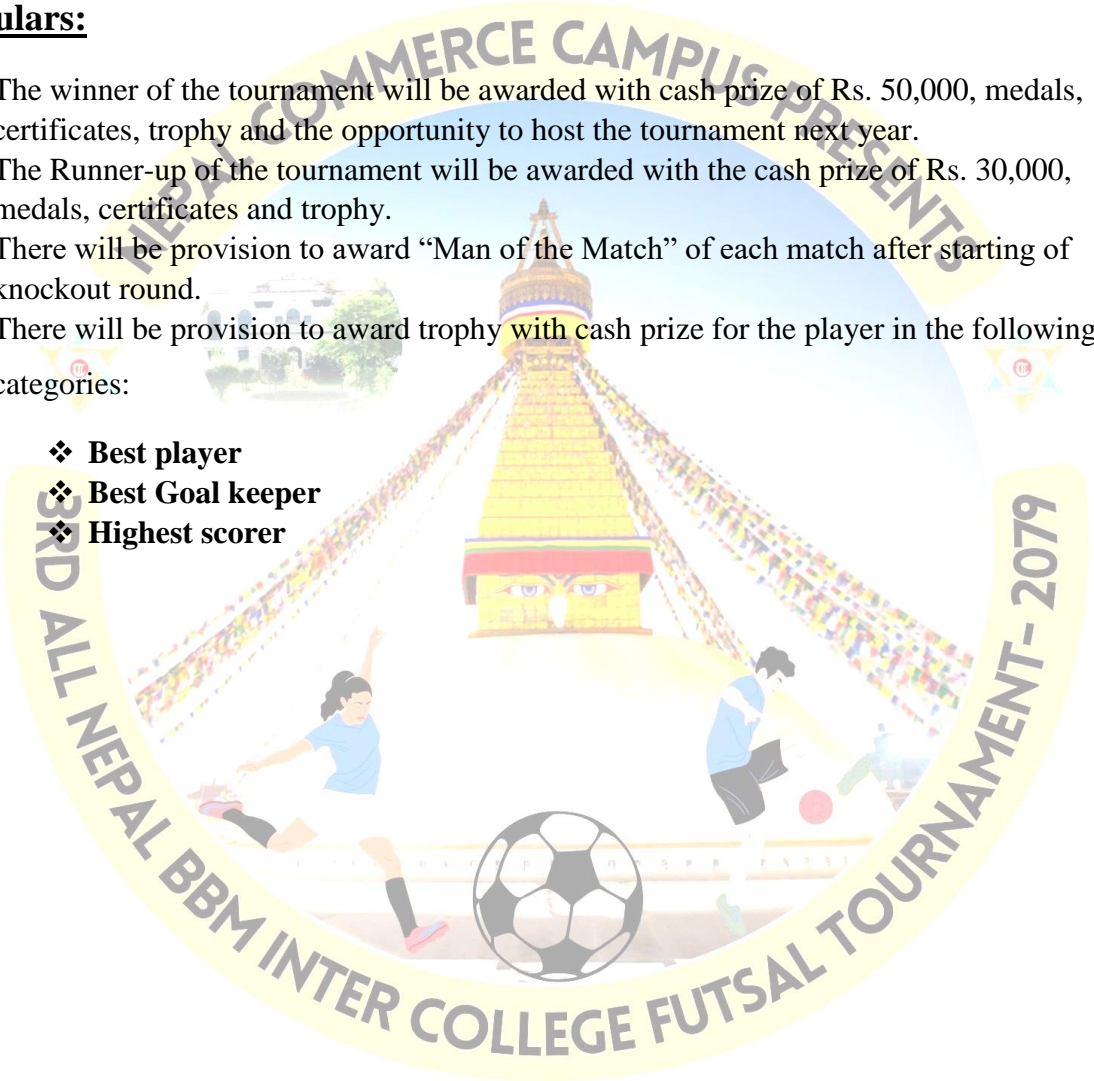 ulars:
The winner of the tournament will be awarded with cash prize of Rs. 50,000, medals,
certificates, trophy and the opportunity to host the tournament next year.
The Runner-up of the tournament will be awarded with the cash prize of Rs. 30,000,
medals, certificates and trophy.
There will be provision to award “Man of the Match” of each match after starting of
knockout round.
There will be provision to award trophy with cash prize for the player in the following
categories:
❖ Best player
❖ Best Goal keeper
❖ Highest scorer
NEPAL COMMERCE CAMPUS PRESENTS
3RD ALL NEPAL BBM INTER COLLEGE FUTSAL TOURNAMENT- 2079